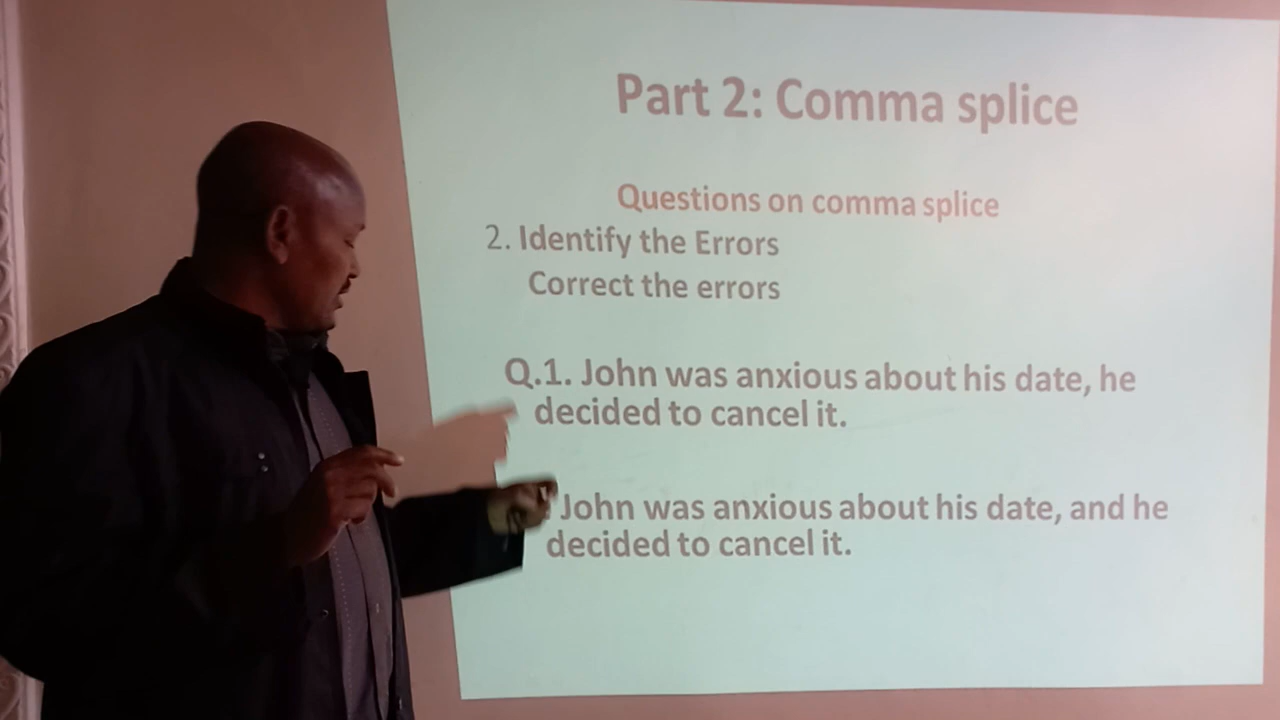 Part 2: Comma splice
Questions on comma splice
2. Identify the Errors
Correct the errors
Q.1. John was anxious about his date, he
decided to cancel it.
John was anxious about his date, and he
decided to cancel it.